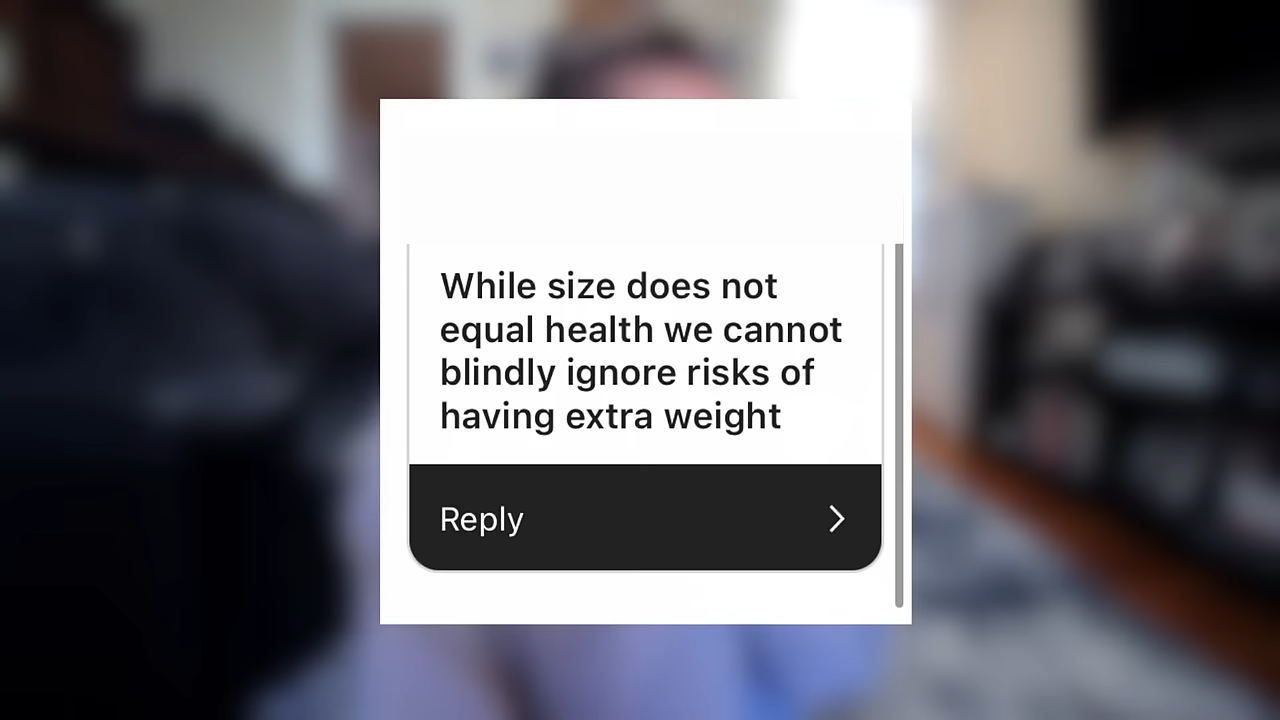 While size does not
equal health we cannot
blindly ignore risks of
having extra weight
Reply